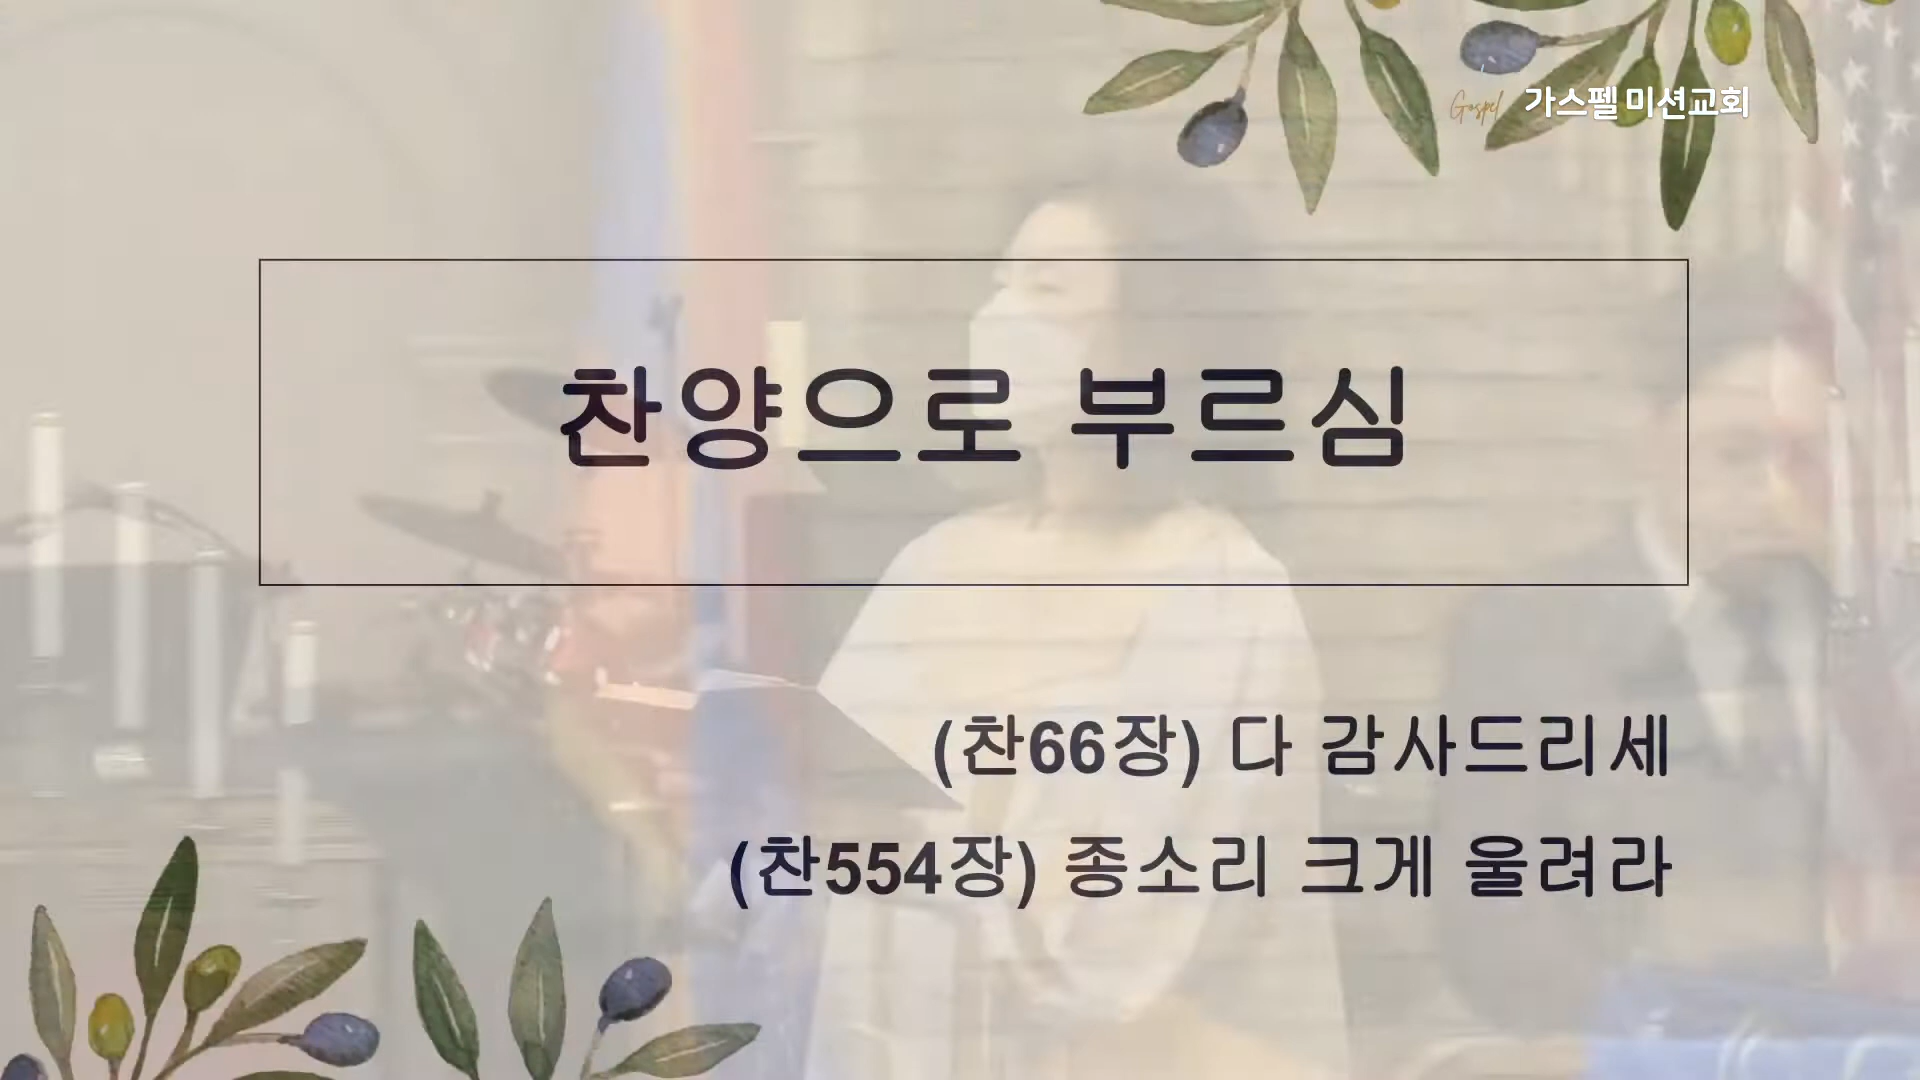 Gospel 가스펠 미션교회
찬양으로 부르심
(찬66장) 다 감사드리세
(찬554장) 종소리 크게 울려라